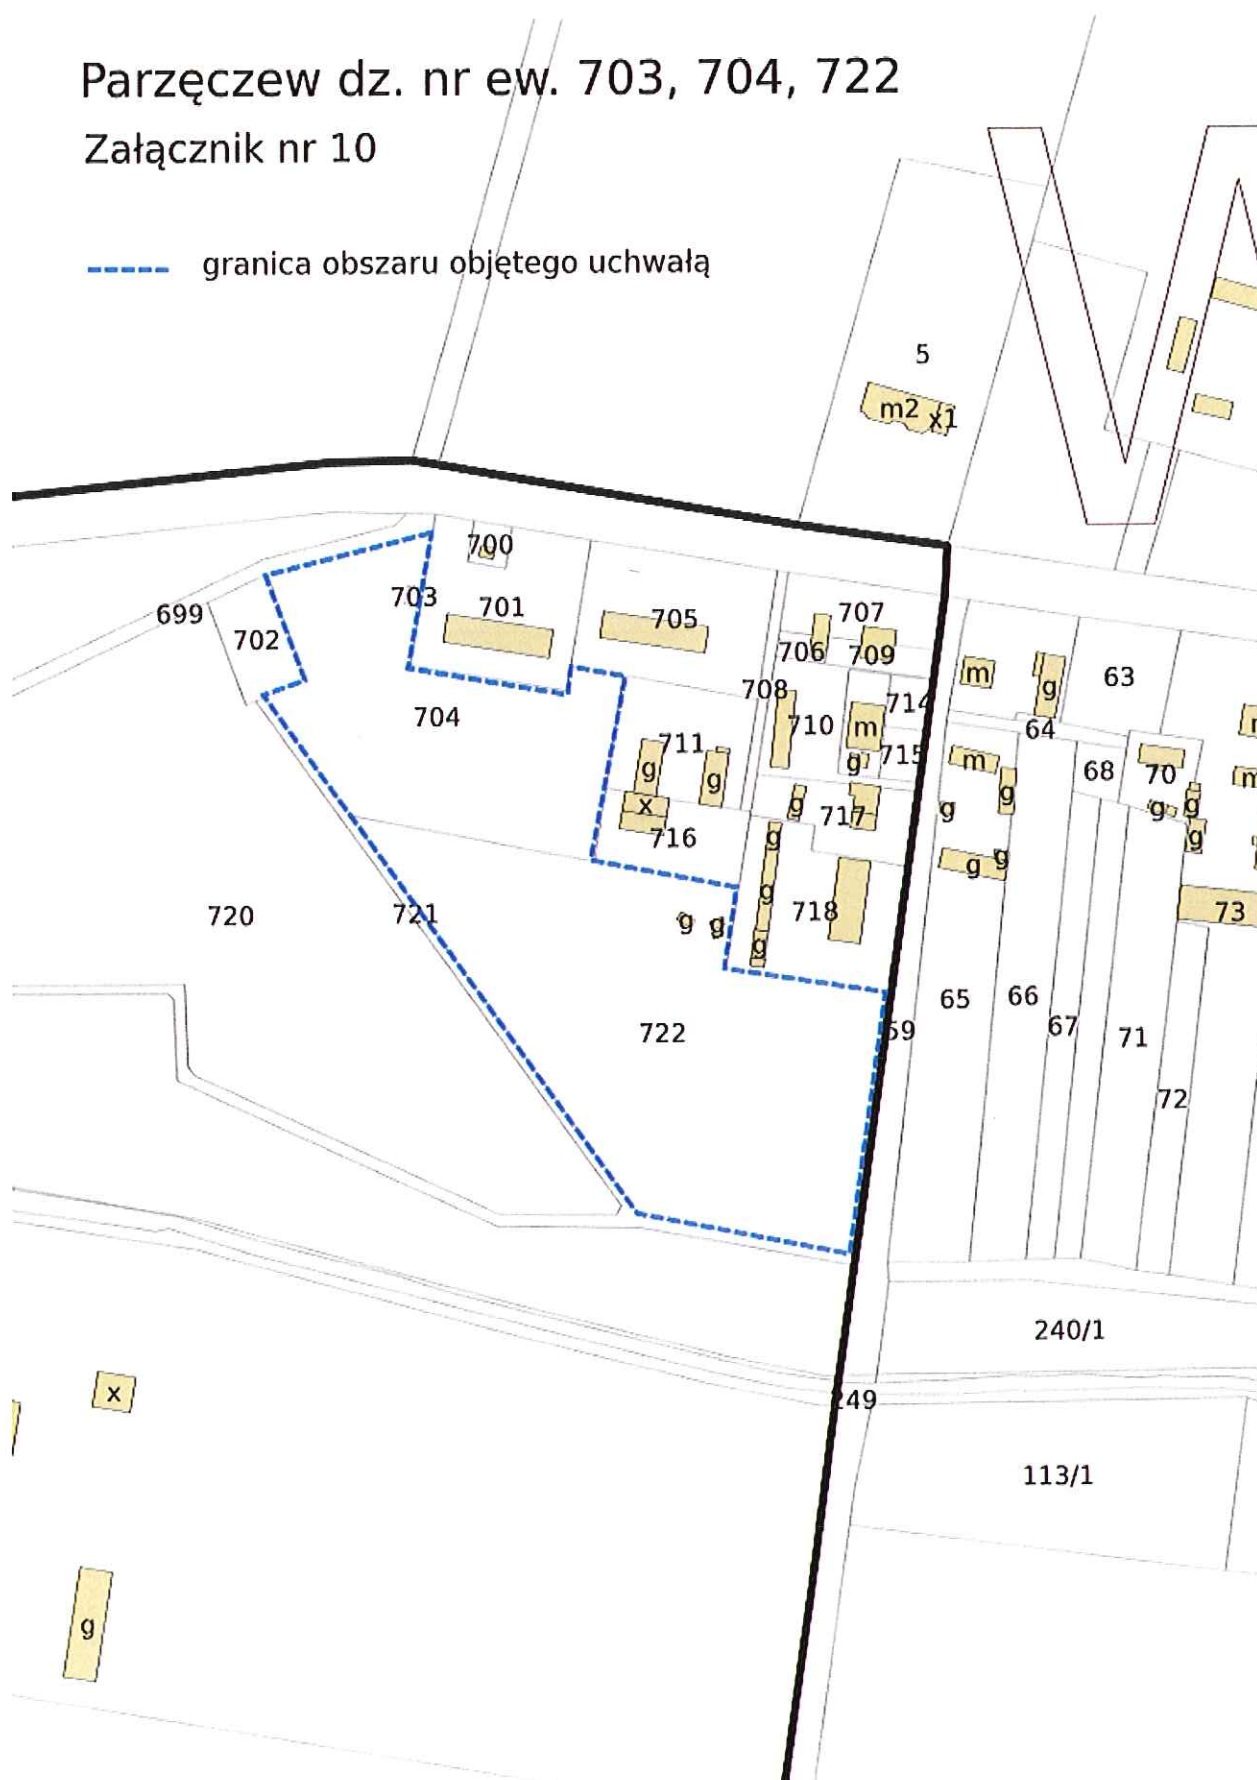 Parzęczew dz. nr ew. 703, 704, 722
Załącznik nr 10
granica obszaru objętego uchwałą
5
m2 x1
700
703
701
705
707
699
702
706
709
m
g
63
708
714
704
710
m
64
711
715
m
68
70
g
g
g
g
g
g
g
x
717
g
g
716
g
g
g
g
720
721
g
g
g
718
73
g
65
66
722
59
67
71
72
240/1
x
249
113/1
g